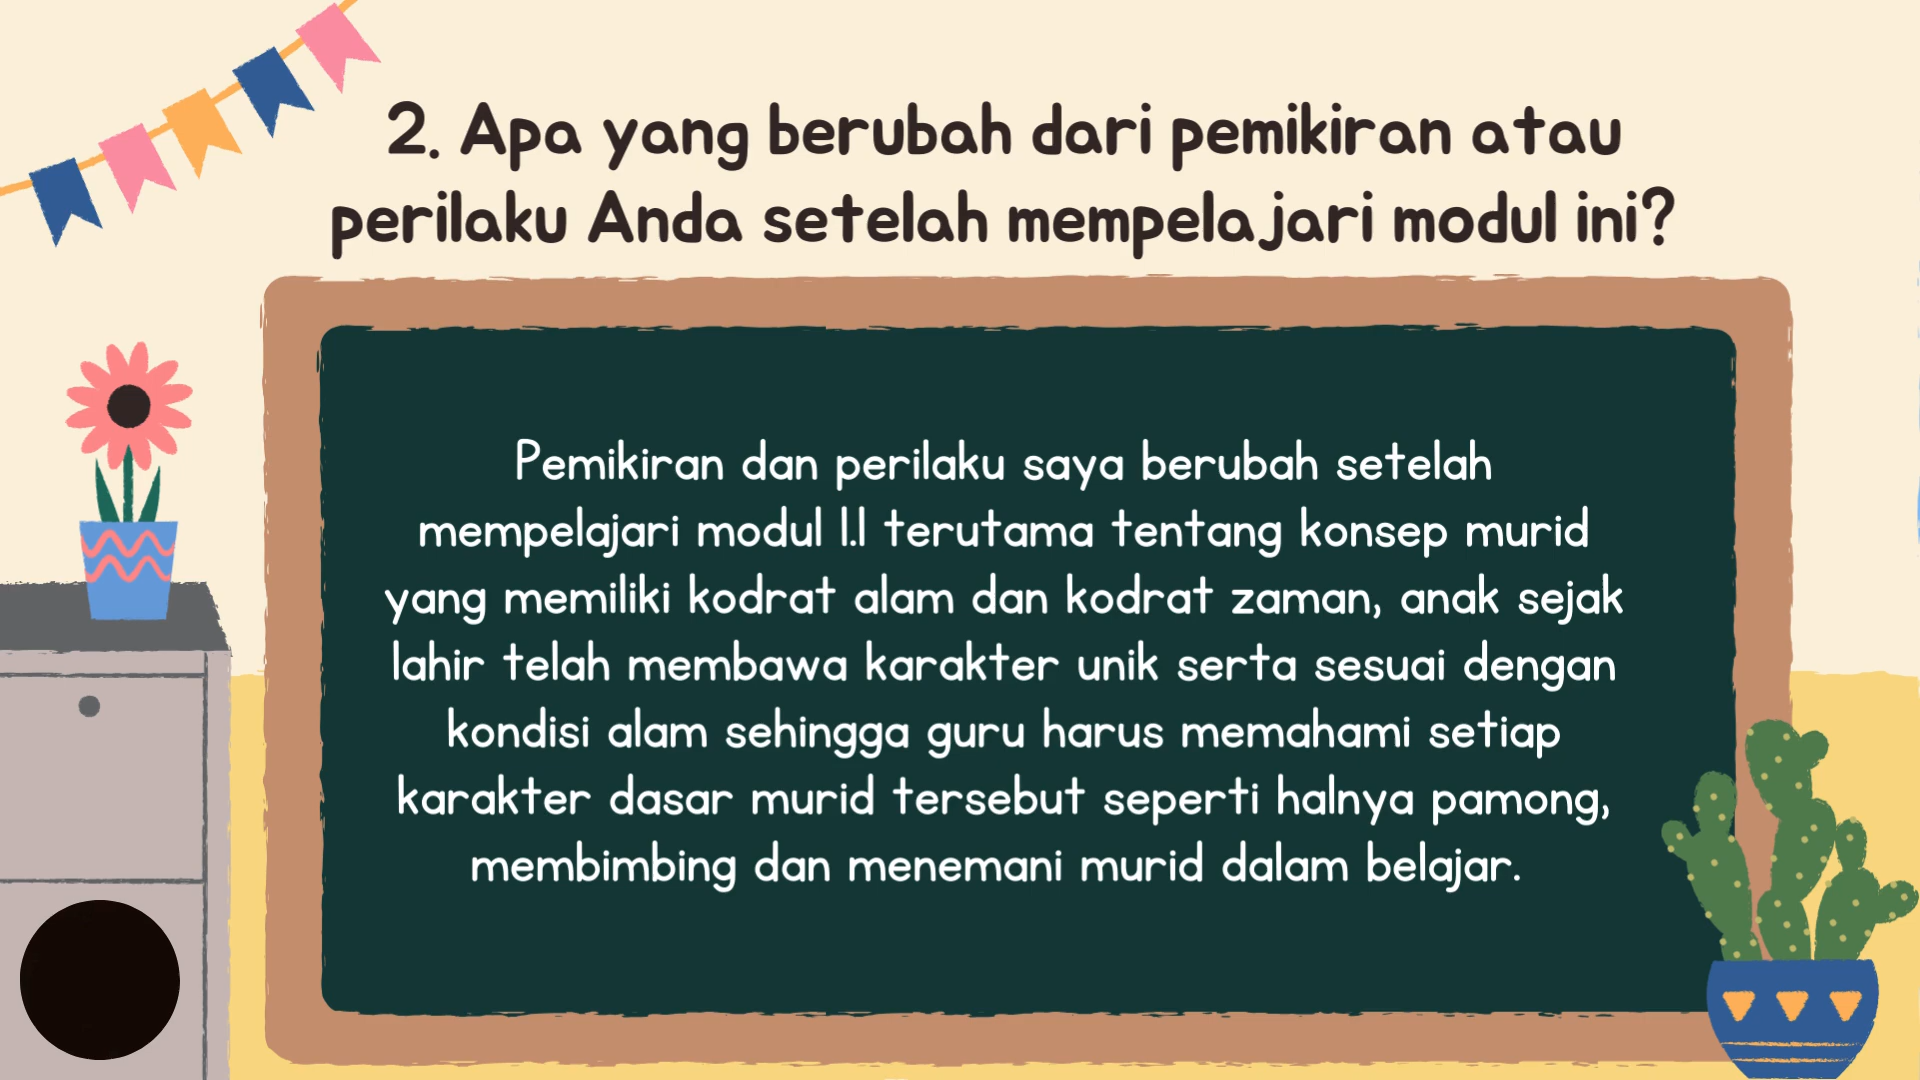 2. Apa yang berubah dari pemikiran atau
perilaku Anda setelah mempelajari modul ini?
Pemikiran dan perilaku saya berubah setelah
mempelajari modul 1.1 terutama tentang konsep murid
yang memiliki kodrat alam dan kodrat zaman, anak sejak
lahir telah membawa karakter unik serta sesuai dengan
kondisi alam sehingga guru harus memahami setiap
karakter dasar murid tersebut seperti halnya pamong,
membimbing dan menemani murid dalam belajar.